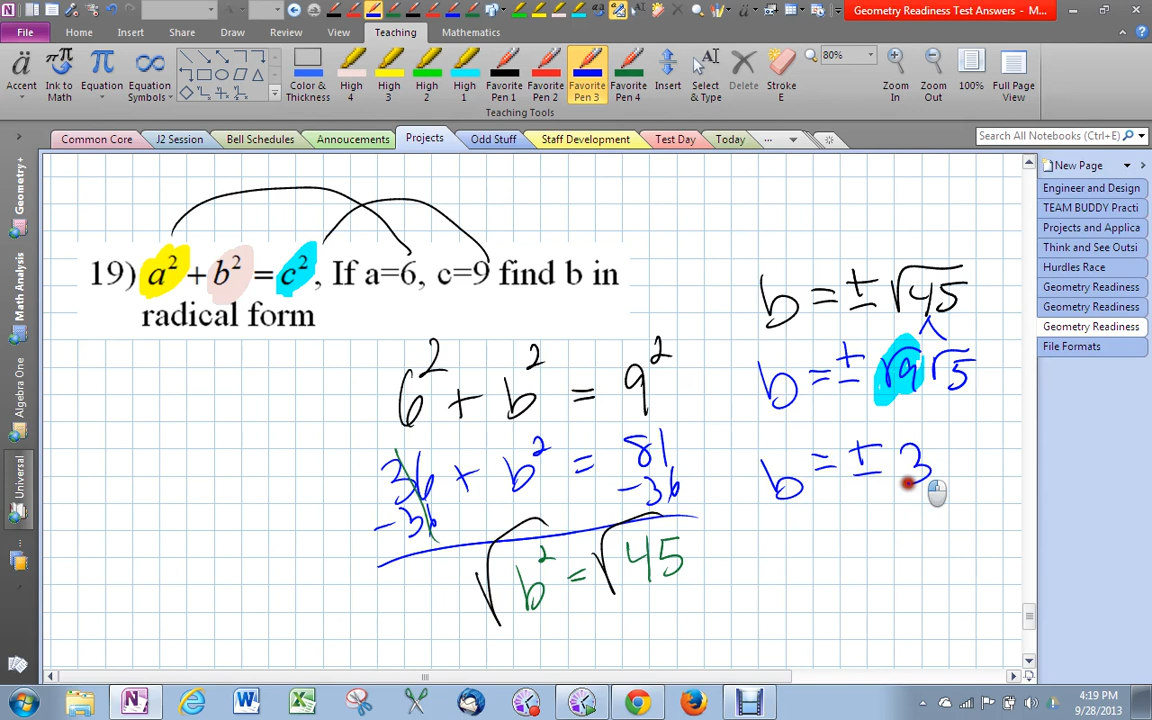 Geometry Readiness Test Answers - M...
File Home Insert Share Draw Review View Teaching Mathematics
Accent Ink to Math Equation Equation Symbols Color & Thickness High 4 High 3 High 2 High 1 Favorite Pen 1 Favorite Pen 2 Favorite Pen 3 Favorite Pen 4 Insert Select & Type Delete Stroke E 80% Zoom In Zoom Out 100% Full Page View
Teaching Tools
Common Core J2 Session Bell Schedules Annoucements Projects Odd Stuff Staff Development Test Day Today ... Search All Notebooks (Ctrl+E)
Geometry+
Math Analysis
Algebra One
Universal
New Page
Engineer and Design
TEAM BUDDY Practi
Projects and Applica
Think and See Outsi
Hurdles Race
Geometry Readiness
Geometry Readiness
Geometry Readiness
File Formats
19) a² + b² = c², If a=6, c=9 find b in
radical form
6² + b² = 9²
36 + b² = 81
-36 -36
√b² = √45
b = ± √45
b = ± √9 √5
b = ± 3
4:19 PM
9/28/2013